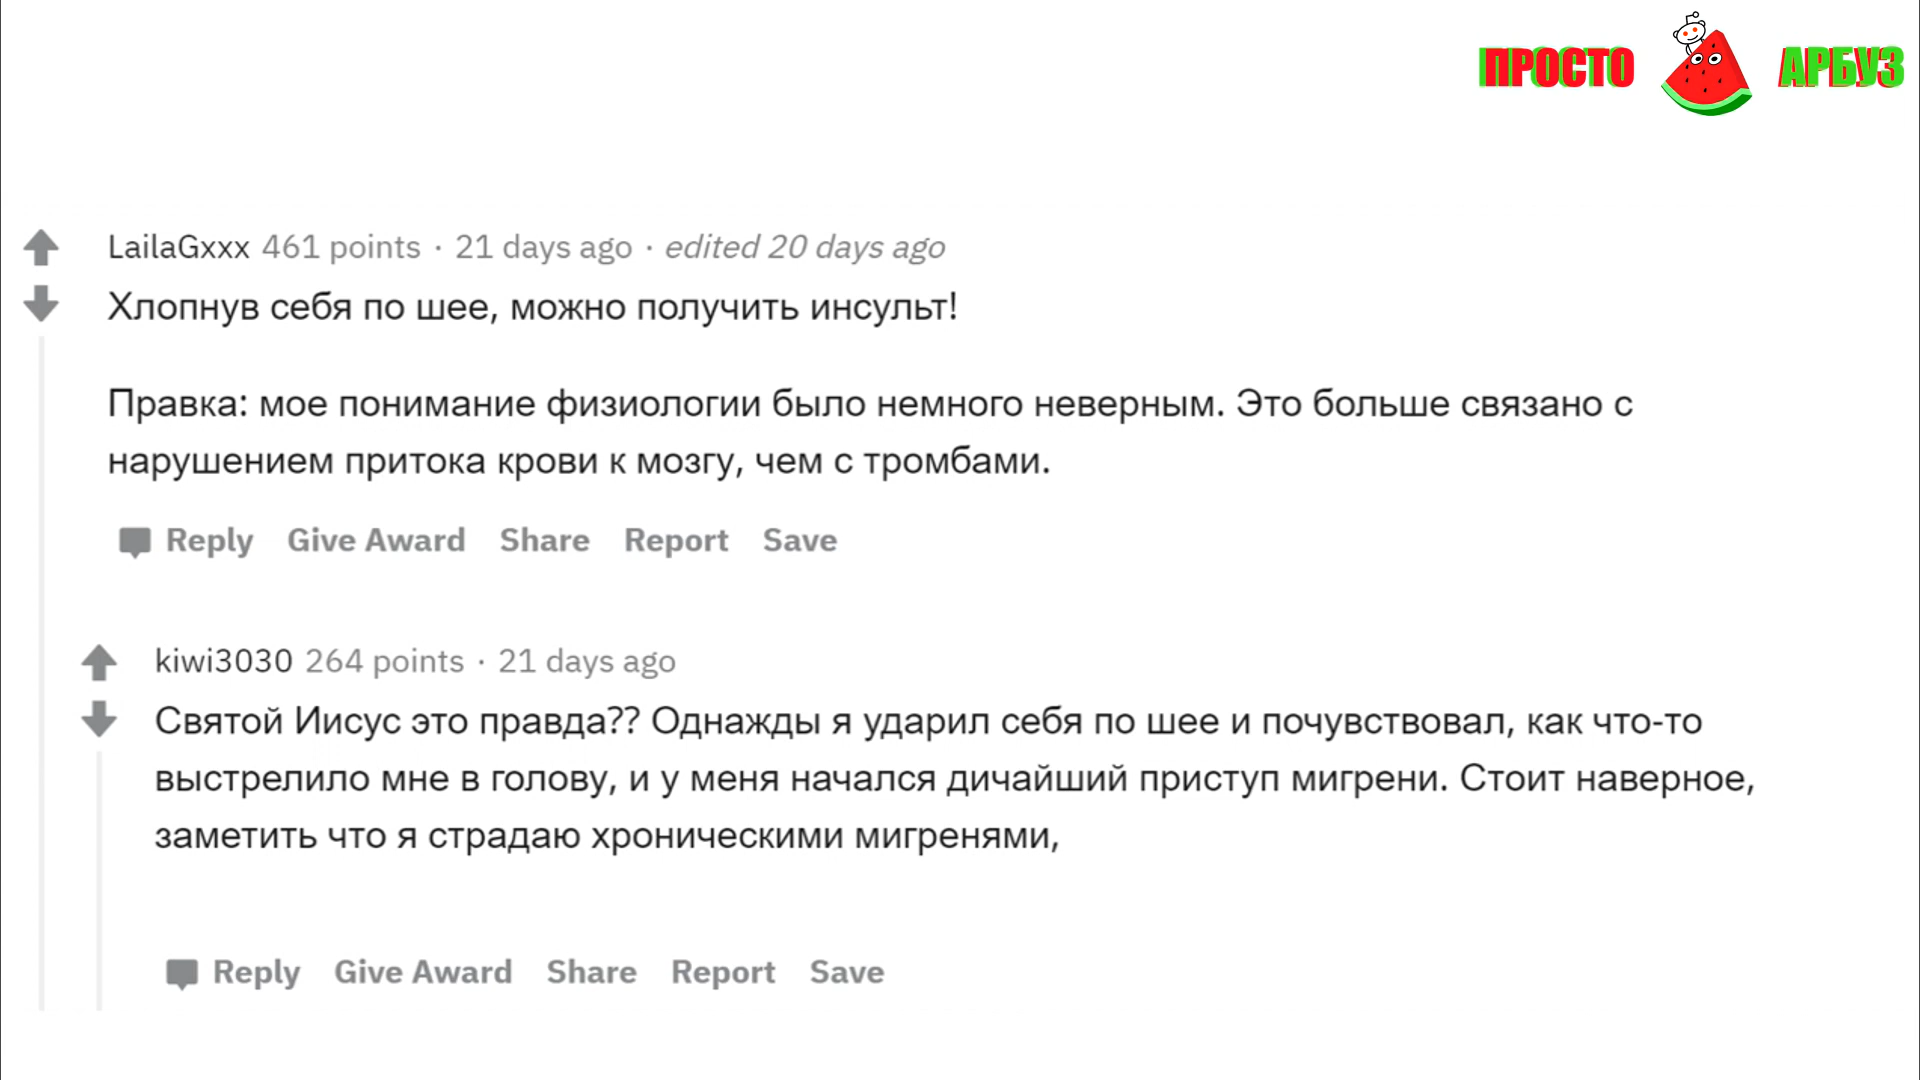 ПРОСТО АРБУЗ
LailaGxxx 461 points · 21 days ago · edited 20 days ago
Хлопнув себя по шее, можно получить инсульт!
Правка: мое понимание физиологии было немного неверным. Это больше связано с
нарушением притока крови к мозгу, чем с тромбами.
Reply Give Award Share Report Save
kiwi3030 264 points · 21 days ago
Святой Иисус это правда?? Однажды я ударил себя по шее и почувствовал, как что-то
выстрелило мне в голову, и у меня начался дичайший приступ мигрени. Стоит наверное,
заметить что я страдаю хроническими мигренями,
Reply Give Award Share Report Save